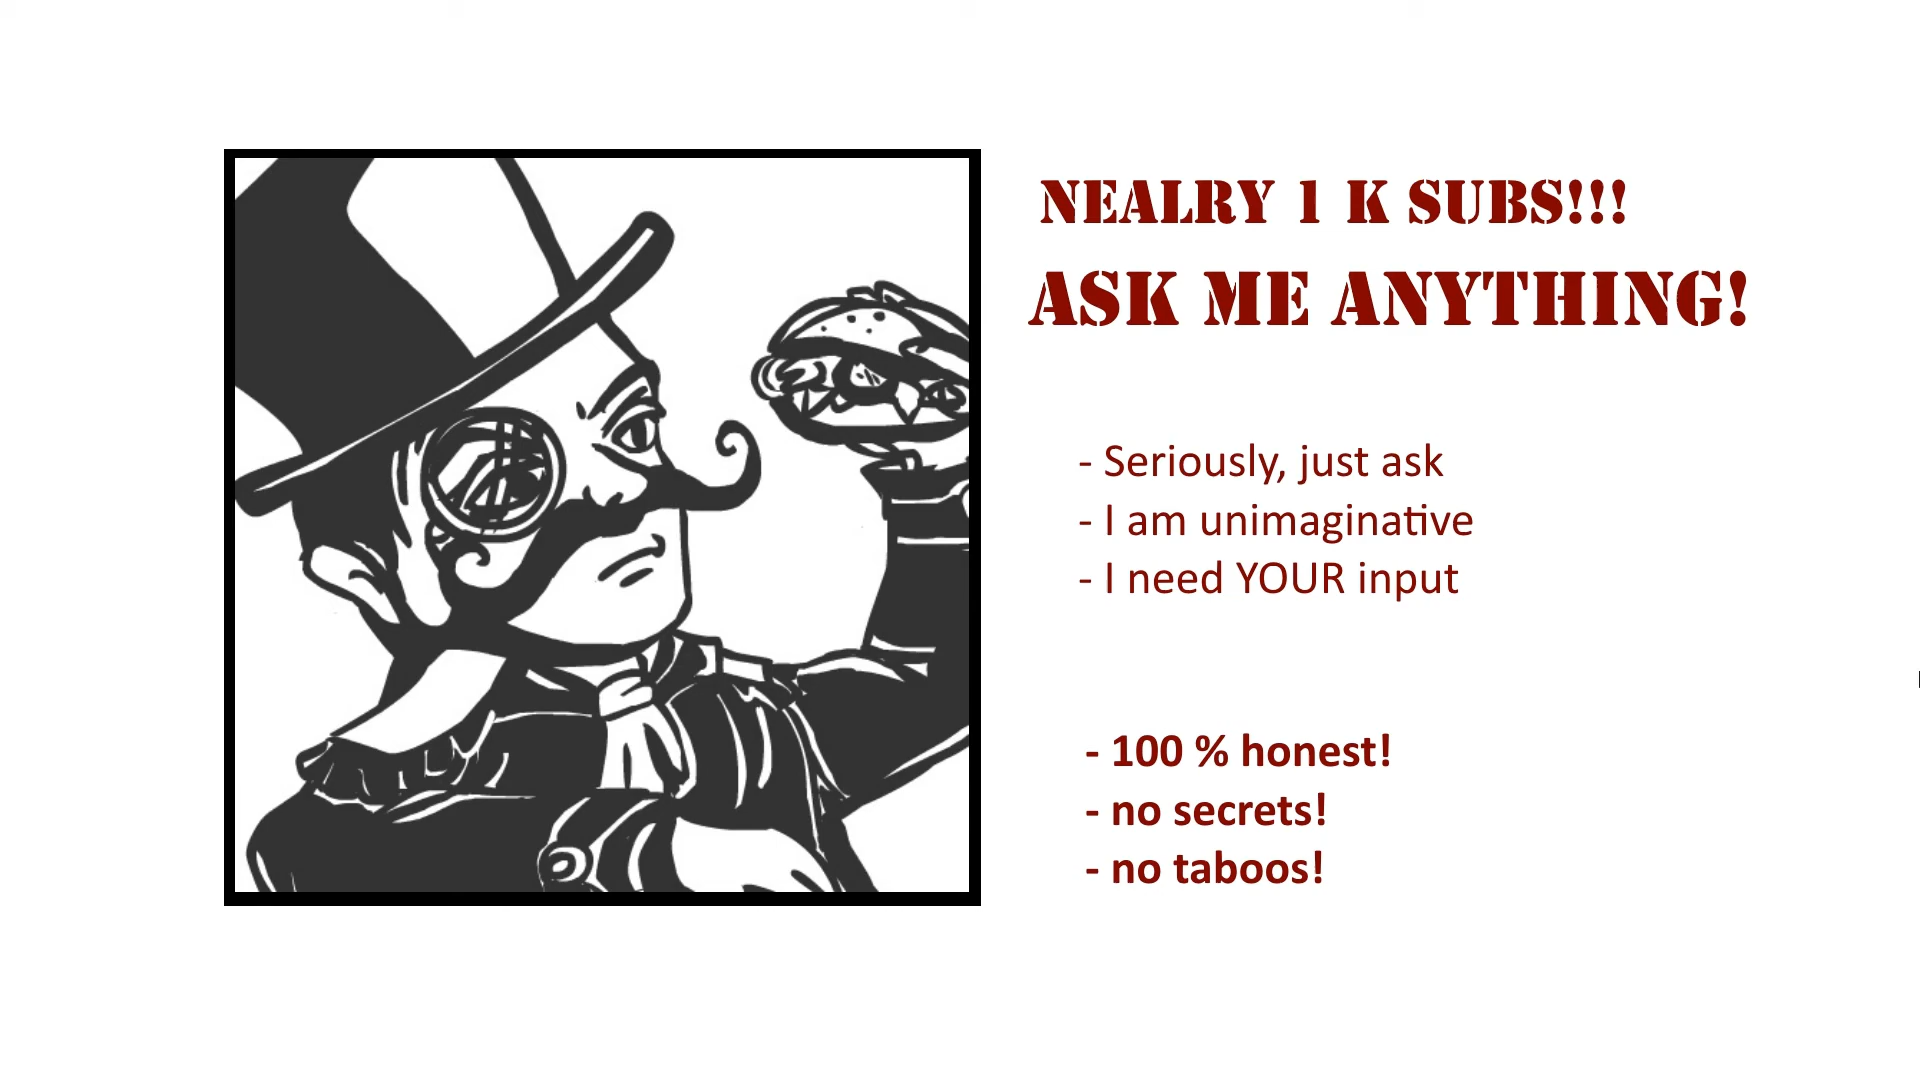 NEALRY 1 K SUBS!!!
ASK ME ANYTHING!
- Seriously, just ask
- I am unimaginative
- I need YOUR input
- 100 % honest!
- no secrets!
- no taboos!